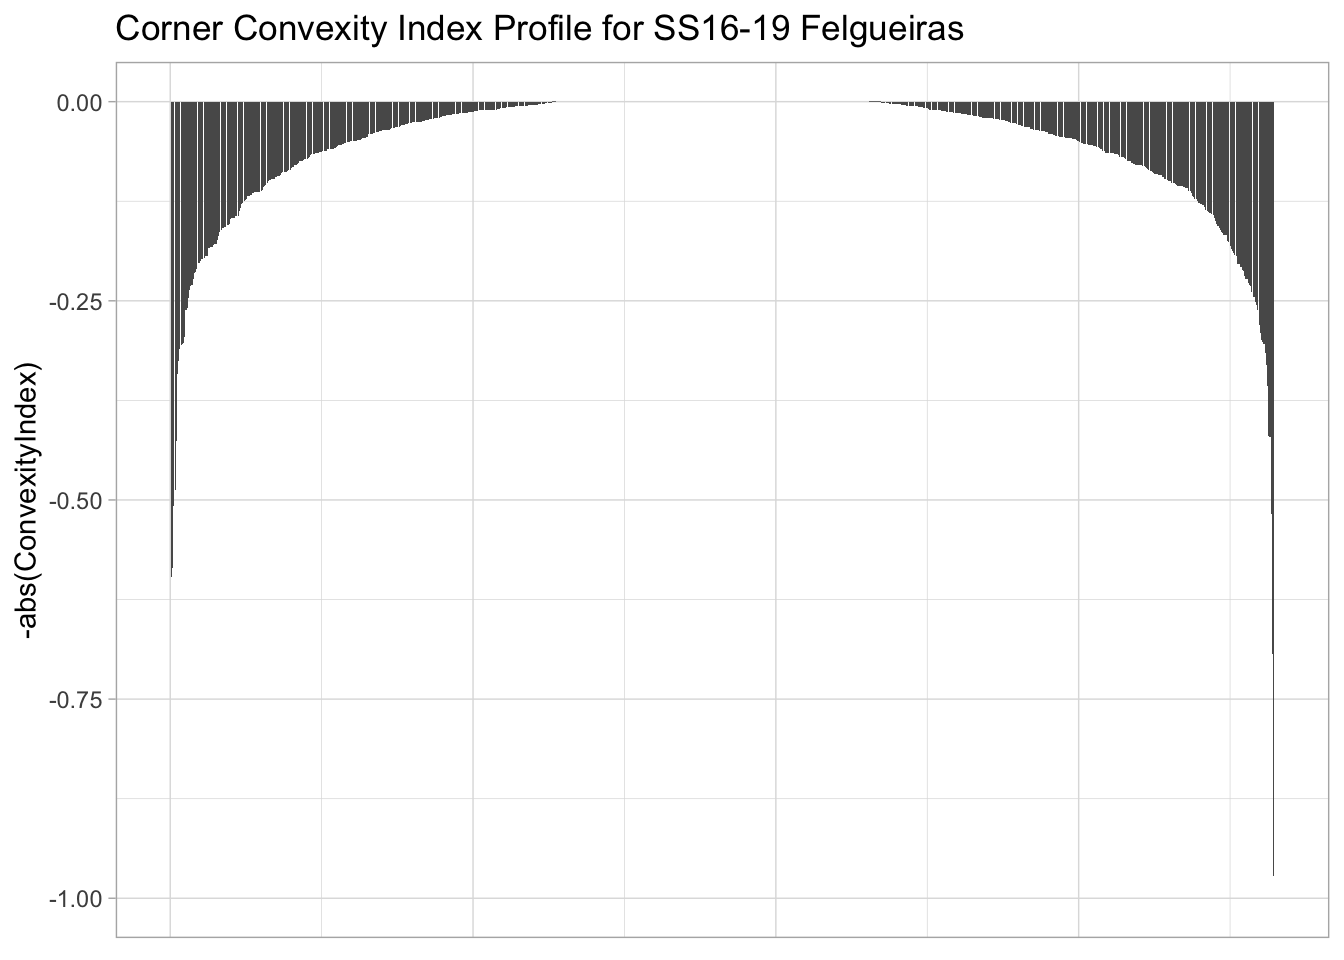 Corner Convexity Index Profile for SS16-19 Felgueiras
0.00
-0.25
-0.50
-0.75
-1.00
-abs(ConvexityIndex)